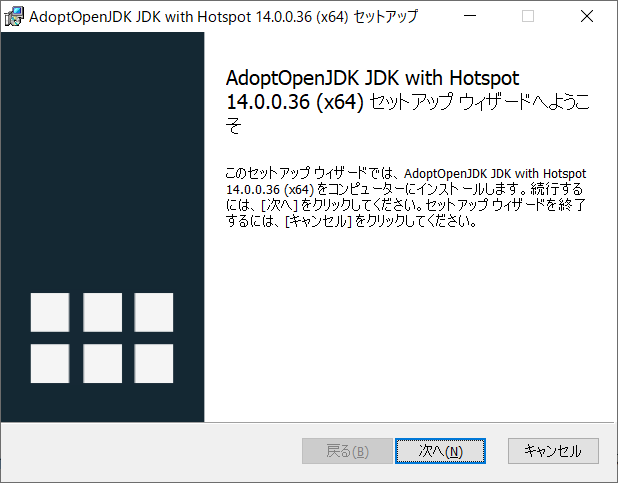 AdoptOpenJDK JDK with Hotspot 14.0.0.36 (x64) セットアップ
AdoptOpenJDK JDK with Hotspot
14.0.0.36 (x64) セットアップ ウィザードへようこ
そ
このセットアップ ウィザードでは、AdoptOpenJDK JDK with Hotspot
14.0.0.36 (x64) をコンピューターにインストールします。続行する
には、[次へ] をクリックしてください。セットアップ ウィザードを終了
するには、[キャンセル] をクリックしてください。
戻る(B)
次へ(N)
キャンセル